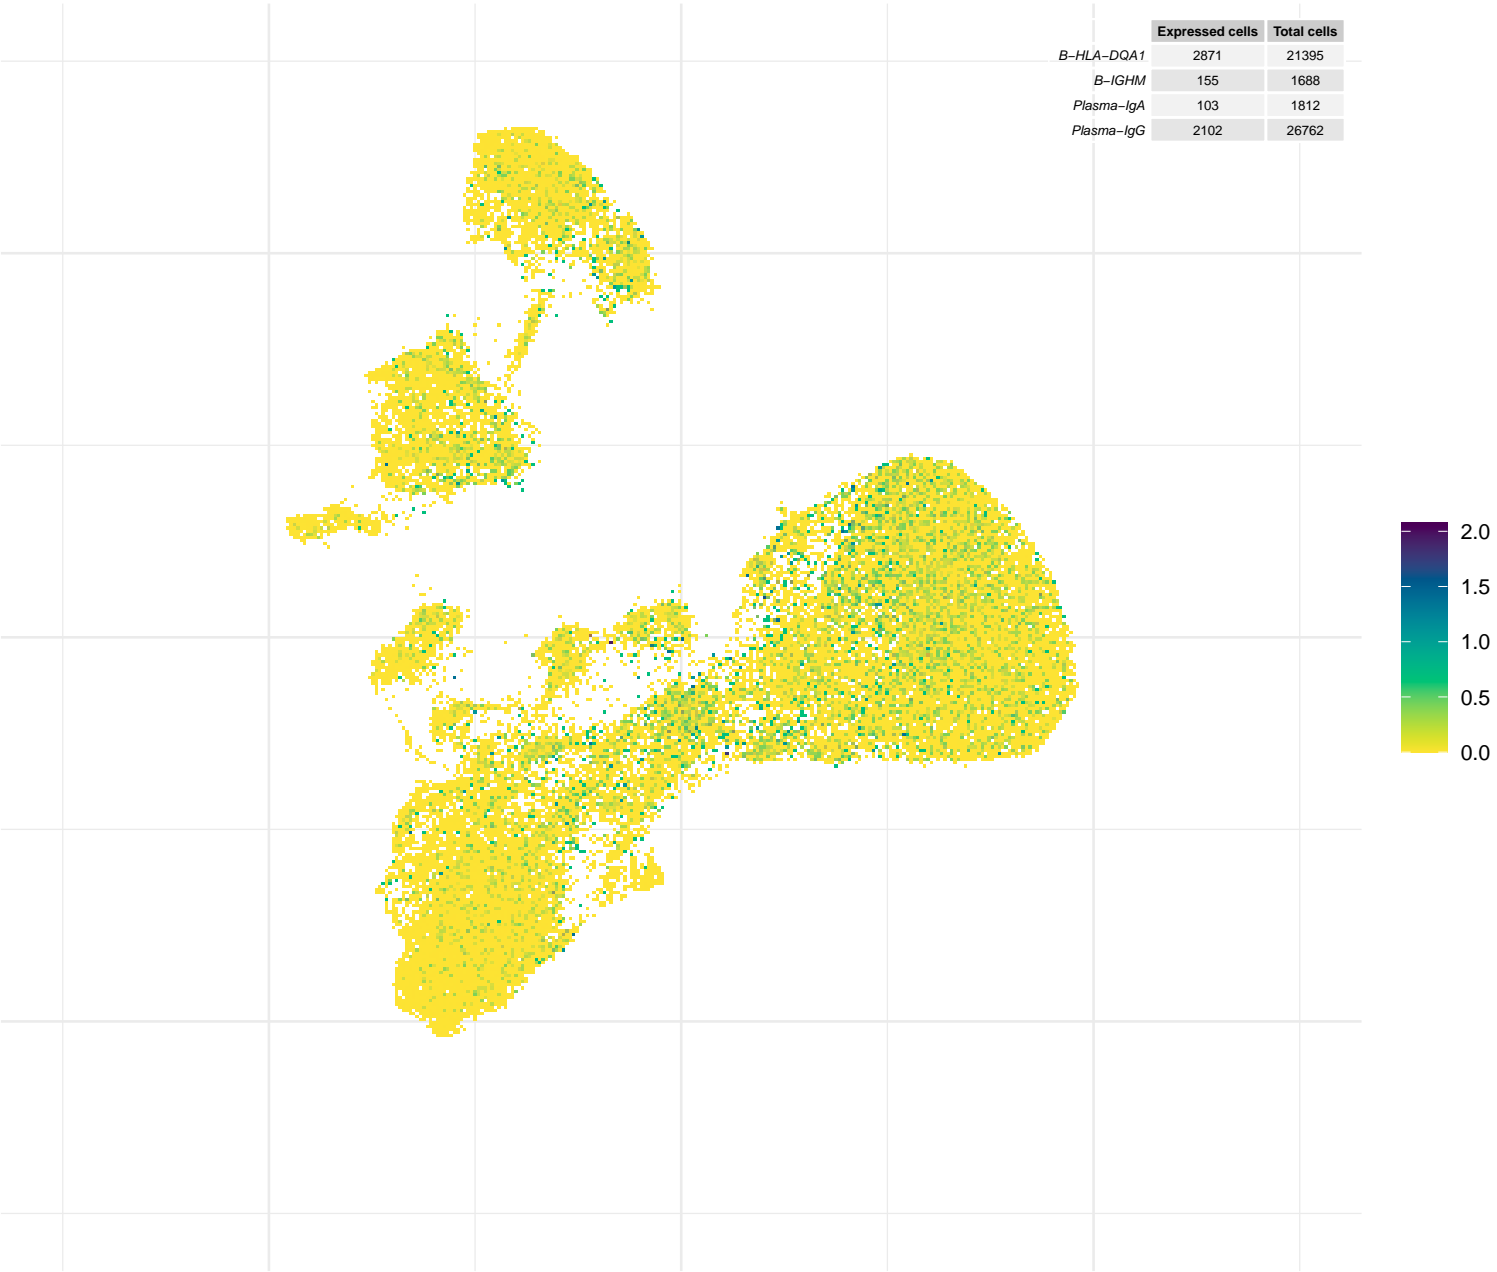 Expressed cells Total cells
B−HLA−DQA1 2871 21395
B−IGHM 155 1688
Plasma−IgA 103 1812
Plasma−IgG 2102 26762
2.0
1.5
1.0
0.5
0.0